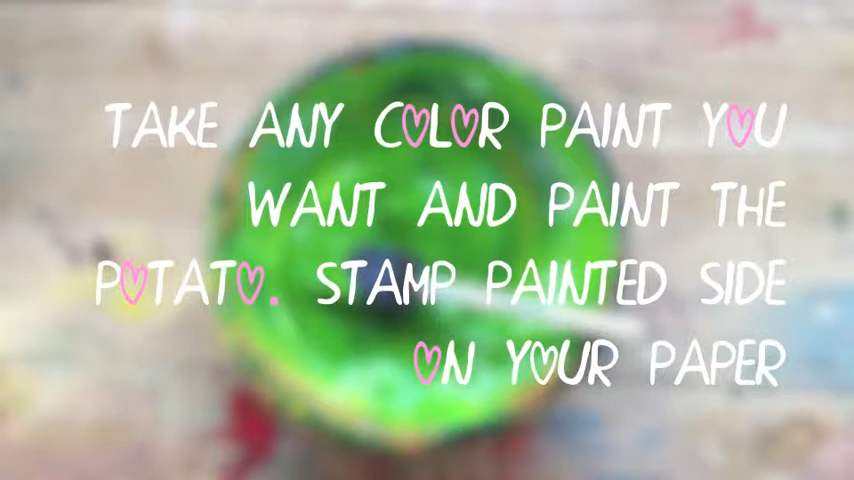 TAKE ANY COLOR PAINT YOU
WANT AND PAINT THE
POTATO. STAMP PAINTED SIDE
ON YOUR PAPER